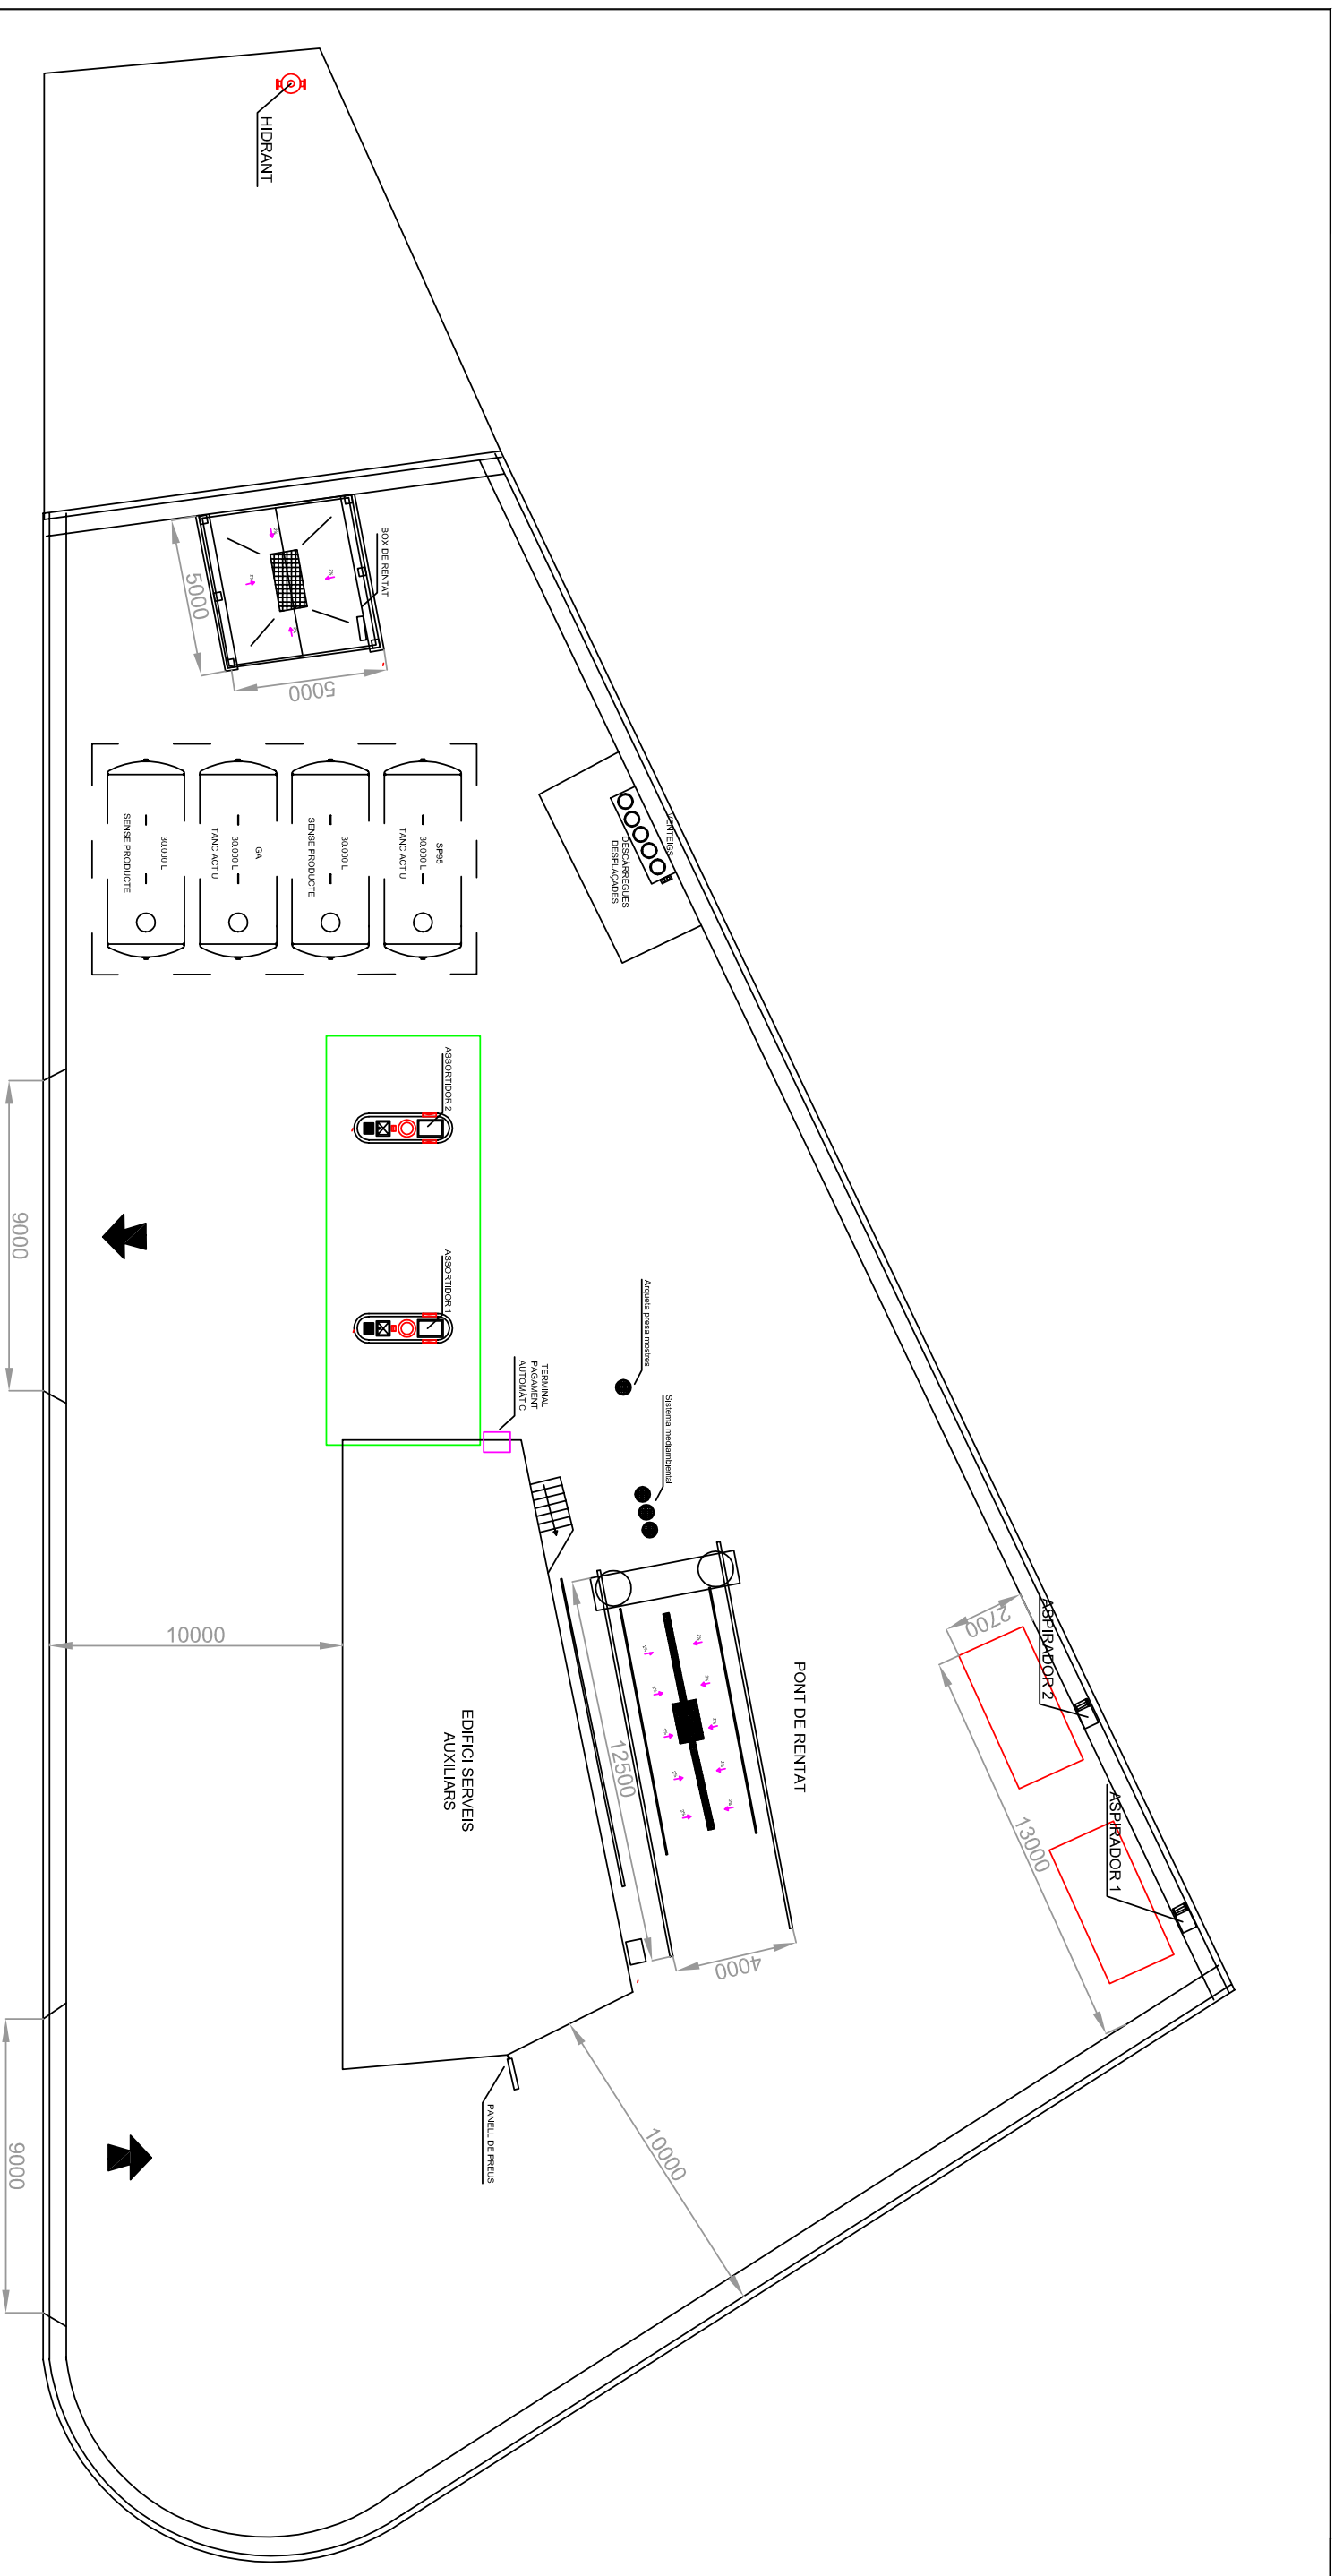 HIDRANT
BOX DE RENTAT
5000
5000
SP95
30.000 L
TANC ACTIU
30.000 L
SENSE PRODUCTE
GA
30.000 L
TANC ACTIU
30.000 L
SENSE PRODUCTE
VENTEIGS
DESCÀRREGUES
DESPLAÇADES
ASSORTIDOR 2
ASSORTIDOR 1
9000
TERMINAL
PAGAMENT
AUTOMÀTIC
Arqueta presa mostres
Sistema mediambiental
PONT DE RENTAT
12500
4000
2700
13000
ASPIRADOR 2
ASPIRADOR 1
10000
EDIFICI SERVEIS
AUXILIARS
10000
PANELL DE PREUS
9000